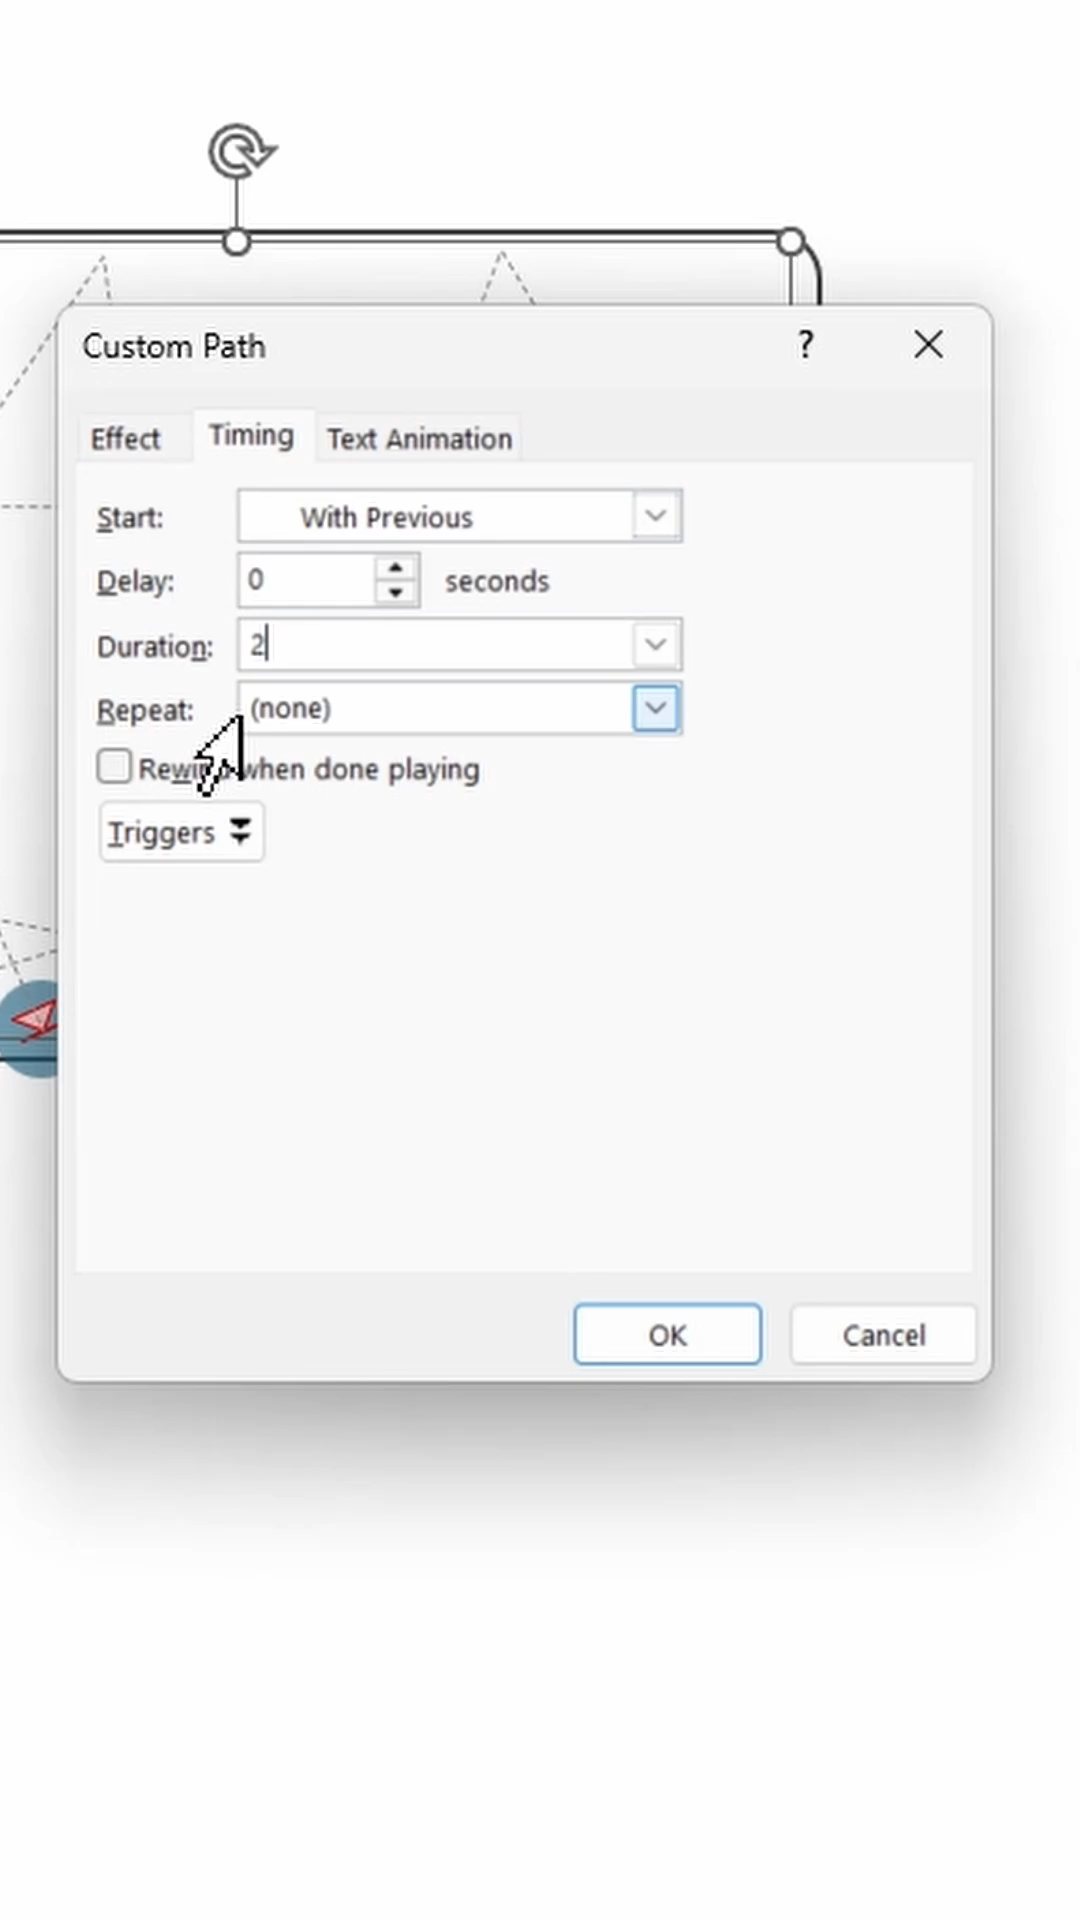 Custom Path ?
Effect Timing Text Animation
Start: With Previous
Delay: 0 seconds
Duration: 2
Repeat: (none)
Rewind when done playing
Triggers
OK Cancel